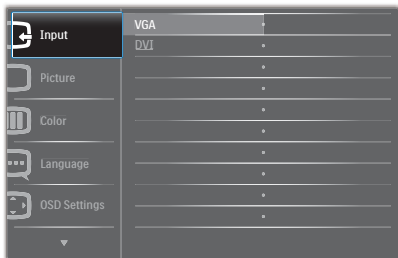 Input
VGA
DVI
Picture
Color
Language
OSD Settings